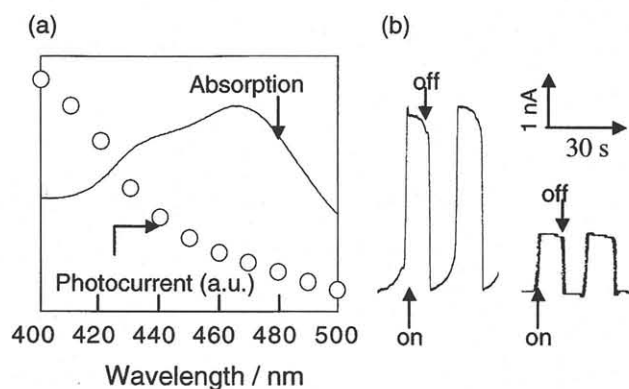 (a)
Absorption
Photocurrent (a.u.)
400 420 440 460 480 500
Wavelength / nm
(b)
off
1 nA
30 s
off
on
on